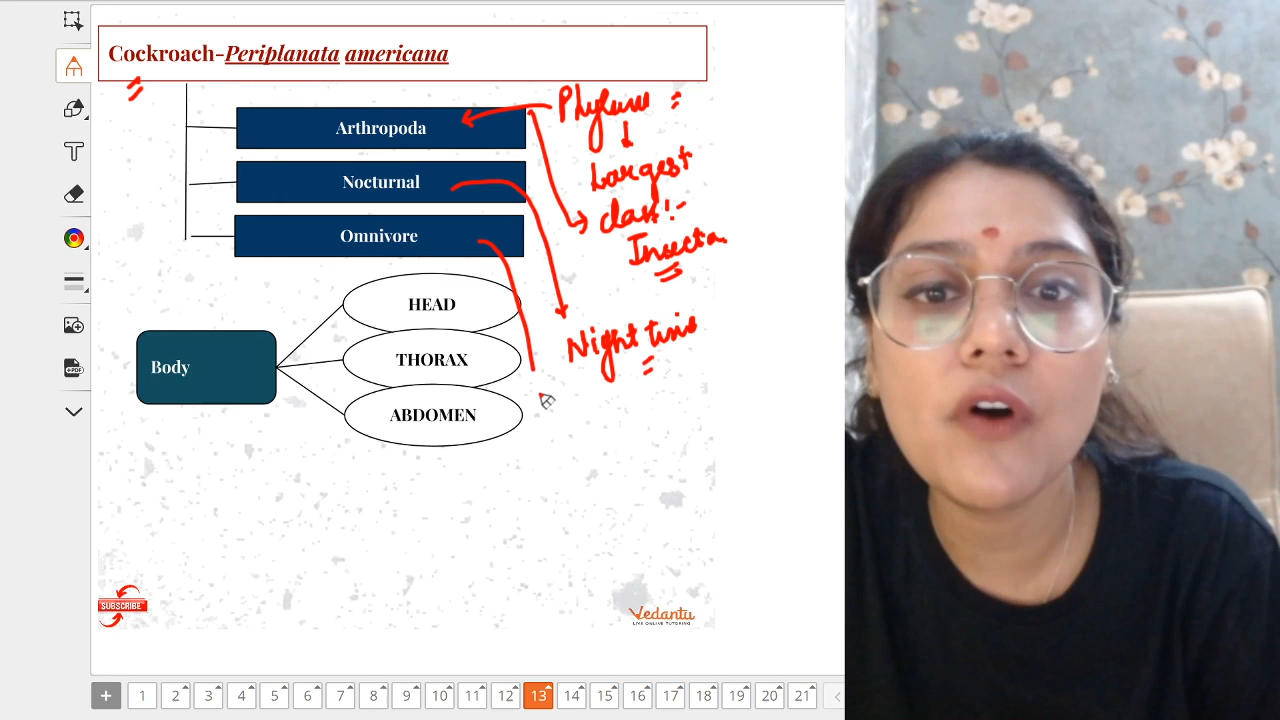 Cockroach-Periplanata americana
Arthropoda
Phylum :
Largest
Nocturnal
class :-
Insecta
Omnivore
HEAD
Night time
Body
THORAX
ABDOMEN
SUBSCRIBE
Vedantu
LIVE ONLINE TUTORING
+ 1 2 3 4 5 6 7 8 9 10 11 12 13 14 15 16 17 18 19 20 21 <
T
PDF